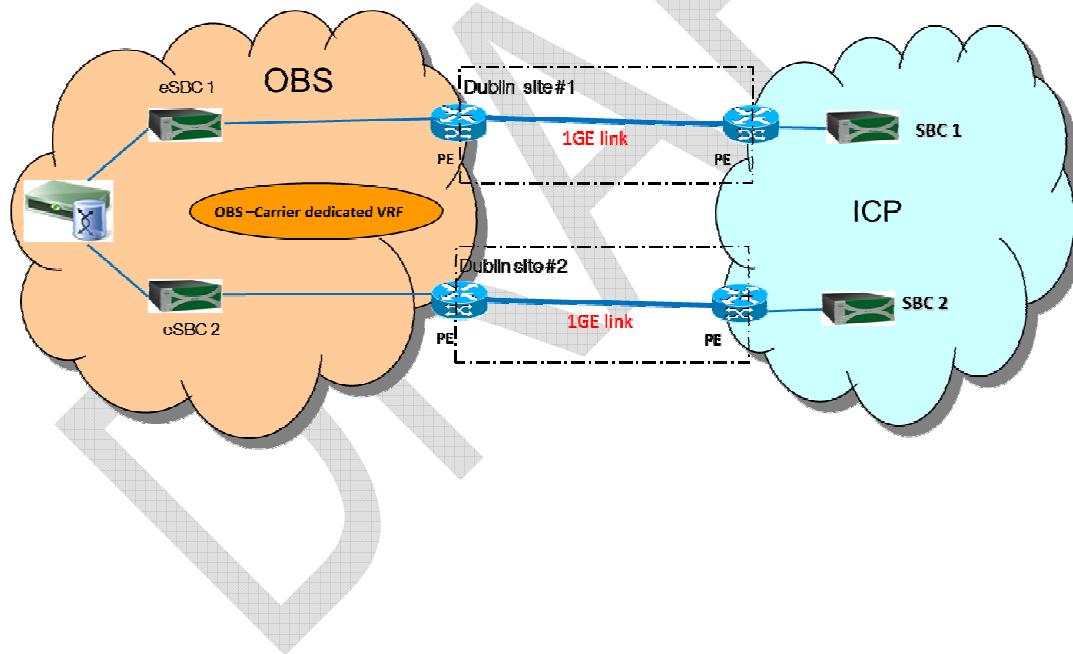 OBS
eSBC 1
Dublin site #1
1GE link
PE
PE
SBC 1
OBS –Carrier dedicated VRF
ICP
Dublin site #2
1GE link
PE
PE
SBC 2
eSBC 2
DRAF